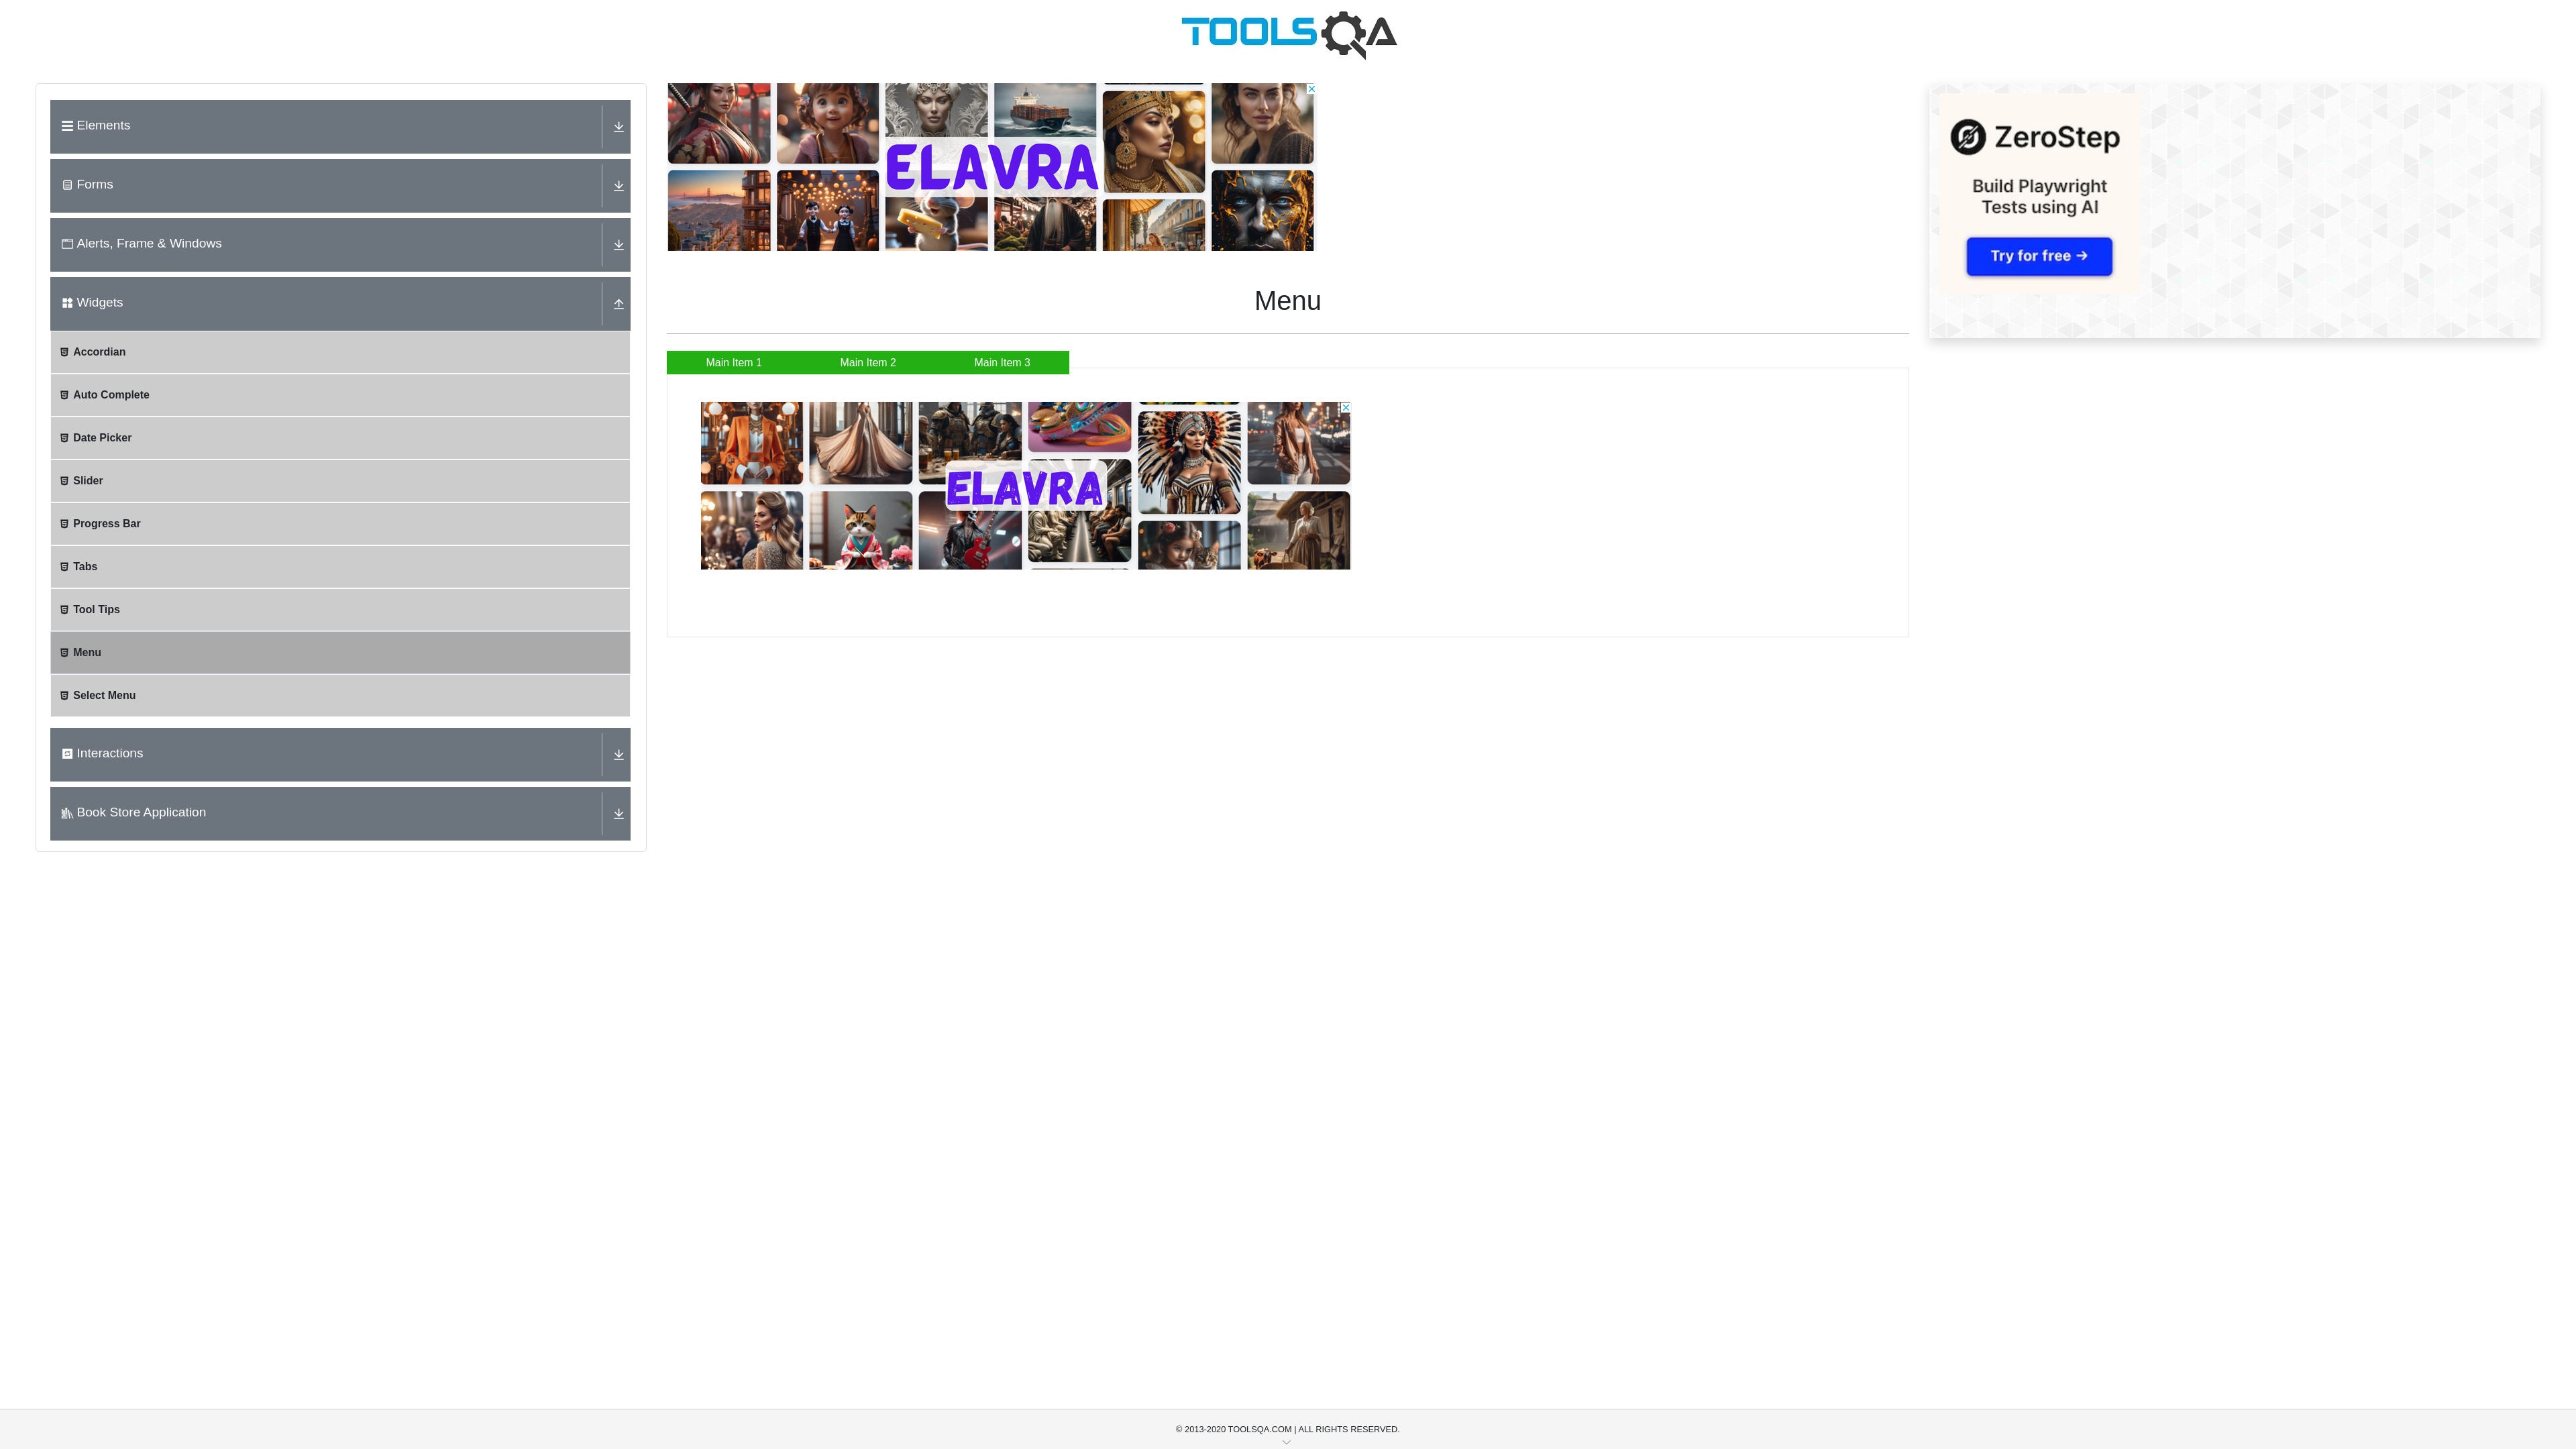 TOOLSQA
Elements
Forms
Alerts, Frame & Windows
Widgets
Accordian
Auto Complete
Date Picker
Slider
Progress Bar
Tabs
Tool Tips
Menu
Select Menu
Interactions
Book Store Application
ELAVRA
Menu
Main Item 1
Main Item 2
Main Item 3
ELAVRA
ZeroStep
Build Playwright
Tests using AI
Try for free →
© 2013-2020 TOOLSQA.COM | ALL RIGHTS RESERVED.